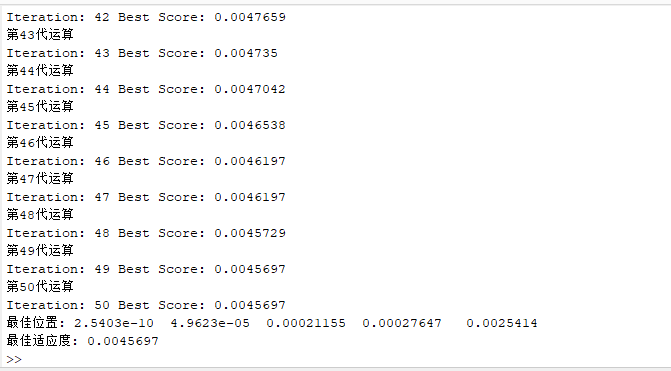 Iteration: 42 Best Score: 0.0047659
第43代运算
Iteration: 43 Best Score: 0.004735
第44代运算
Iteration: 44 Best Score: 0.0047042
第45代运算
Iteration: 45 Best Score: 0.0046538
第46代运算
Iteration: 46 Best Score: 0.0046197
第47代运算
Iteration: 47 Best Score: 0.0046197
第48代运算
Iteration: 48 Best Score: 0.0045729
第49代运算
Iteration: 49 Best Score: 0.0045697
第50代运算
Iteration: 50 Best Score: 0.0045697
最佳位置: 2.5403e-10  4.9623e-05  0.00021155  0.00027647   0.0025414
最佳适应度: 0.0045697
>>